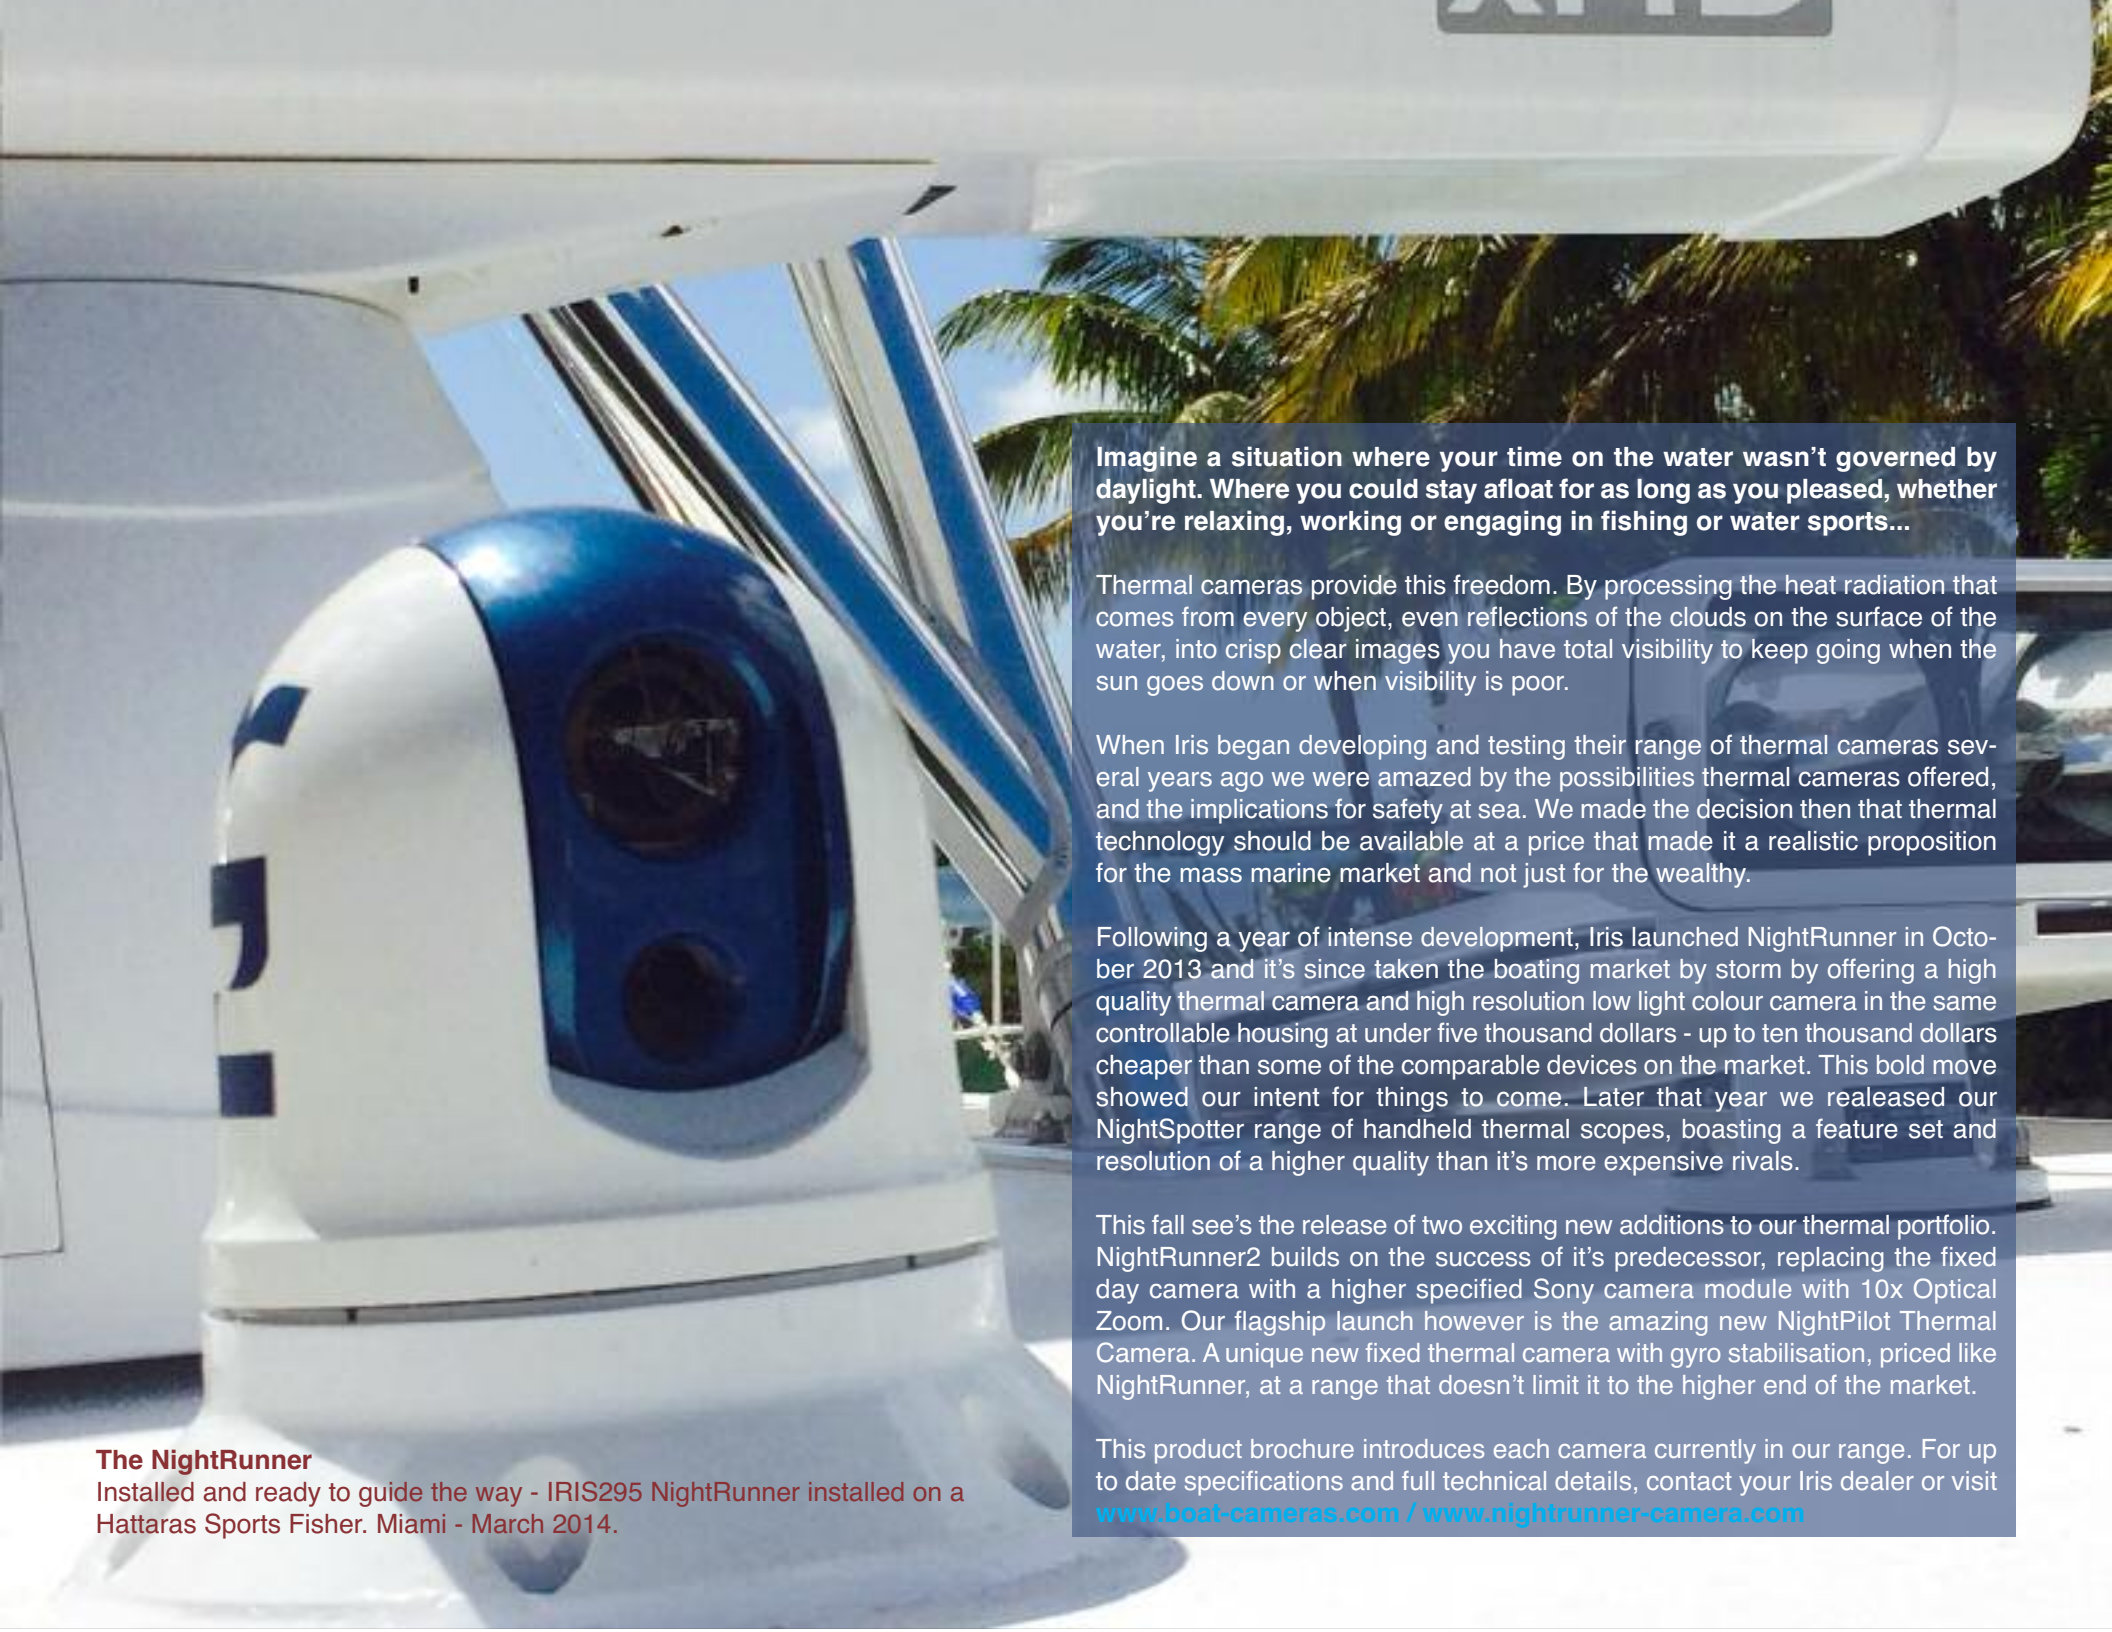 Imagine a situation where your time on the water wasn't governed by
daylight. Where you could stay afloat for as long as you pleased, whether
you're relaxing, working or engaging in fishing or water sports...
Thermal cameras provide this freedom. By processing the heat radiation that
comes from every object, even reflections of the clouds on the surface of the
water, into crisp clear images you have total visibility to keep going when the
sun goes down or when visibility is poor.
When Iris began developing and testing their range of thermal cameras sev-
eral years ago we were amazed by the possibilities thermal cameras offered,
and the implications for safety at sea. We made the decision then that thermal
technology should be available at a price that made it a realistic proposition
for the mass marine market and not just for the wealthy.
Following a year of intense development, Iris launched NightRunner in Octo-
ber 2013 and it's since taken the boating market by storm by offering a high
quality thermal camera and high resolution low light colour camera in the same
controllable housing at under five thousand dollars - up to ten thousand dollars
cheaper than some of the comparable devices on the market. This bold move
showed our intent for things to come. Later that year we realeased our
NightSpotter range of handheld thermal scopes, boasting a feature set and
resolution of a higher quality than it's more expensive rivals.
This fall see's the release of two exciting new additions to our thermal portfolio.
NightRunner2 builds on the success of it's predecessor, replacing the fixed
day camera with a higher specified Sony camera module with 10x Optical
Zoom. Our flagship launch however is the amazing new NightPilot Thermal
Camera. A unique new fixed thermal camera with gyro stabilisation, priced like
NightRunner, at a range that doesn't limit it to the higher end of the market.
This product brochure introduces each camera currently in our range. For up
to date specifications and full technical details, contact your Iris dealer or visit
www.boat-cameras.com / www.nightrunner-camera.com
The NightRunner
Installed and ready to guide the way - IRIS295 NightRunner installed on a
Hattaras Sports Fisher. Miami - March 2014.